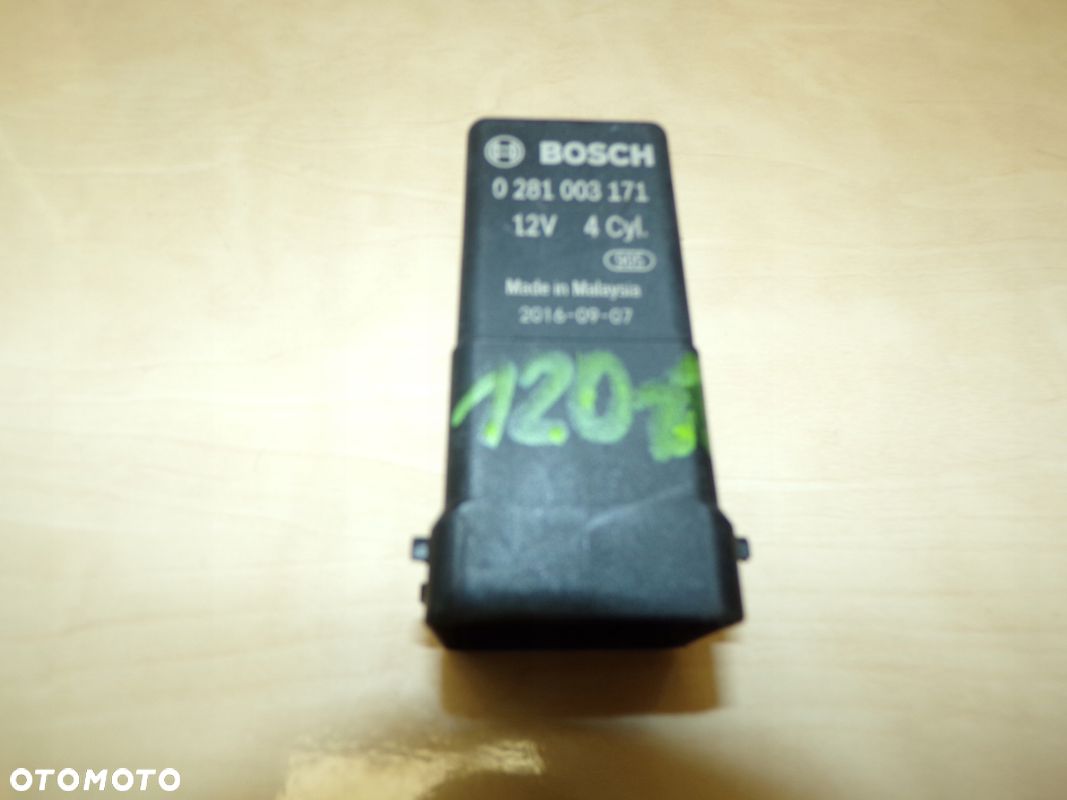 BOSCH
0 281 003 171
12V 4 Cyl.
Made in Malaysia
2016-09-07
120-
OTOMOTO